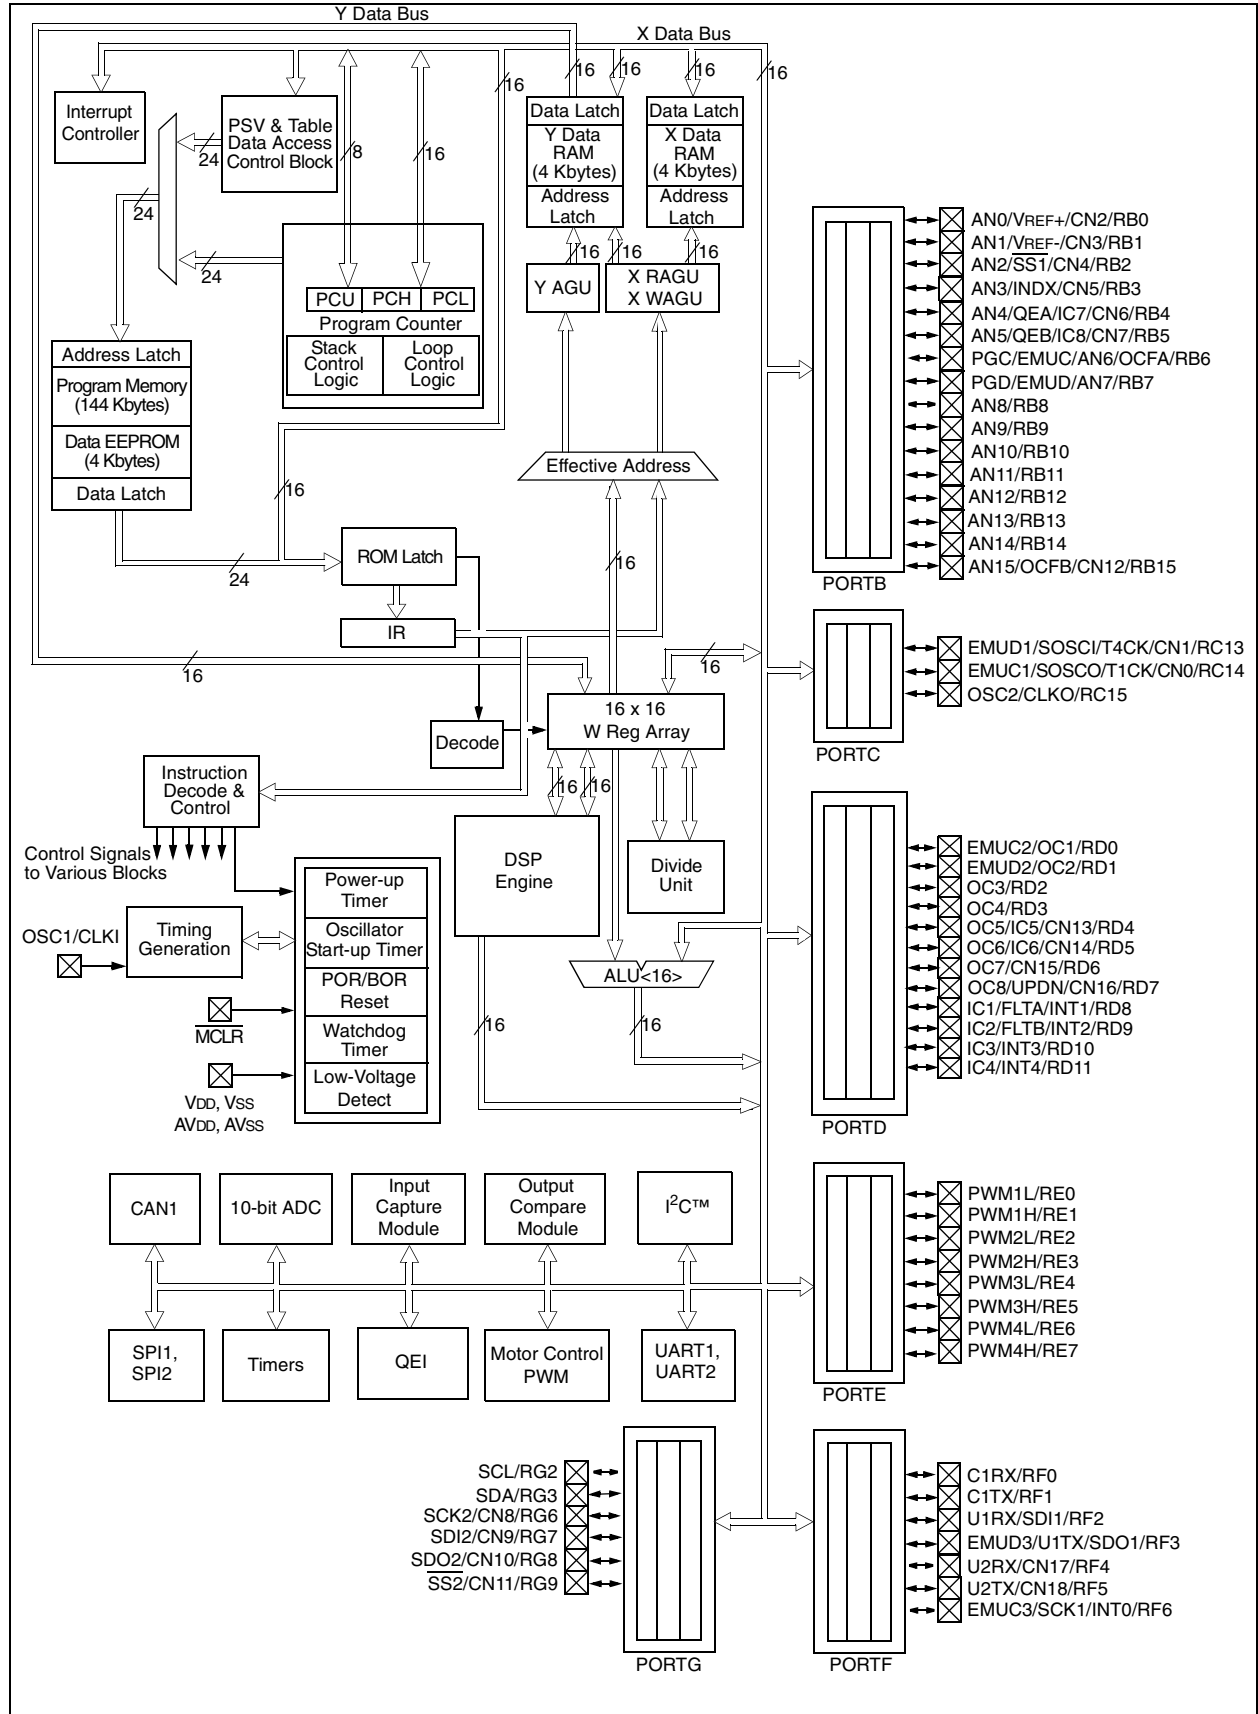 Y Data Bus
X Data Bus
16
16
16
16
16
Interrupt
Controller
PSV & Table
Data Access
Control Block
24
8
16
24
24
Data Latch
Y Data
RAM
(4 Kbytes)
Address
Latch
Data Latch
X Data
RAM
(4 Kbytes)
Address
Latch
16
16
16
Y AGU
X RAGU
X WAGU
PCU
PCH
PCL
Program Counter
Stack
Control
Logic
Loop
Control
Logic
Address Latch
Program Memory
(144 Kbytes)
Data EEPROM
(4 Kbytes)
Data Latch
Effective Address
16
24
ROM Latch
16
IR
16
16
16 x 16
W Reg Array
Decode
Instruction
Decode &
Control
16
16
Control Signals
to Various Blocks
DSP
Engine
Divide
Unit
Power-up
Timer
Oscillator
Start-up Timer
POR/BOR
Reset
Watchdog
Timer
Low-Voltage
Detect
OSC1/CLKI
Timing
Generation
MCLR
VDD, VSS
AVDD, AVSS
ALU<16>
16
16
CAN1
10-bit ADC
Input
Capture
Module
Output
Compare
Module
I2C™
SPI1,
SPI2
Timers
QEI
Motor Control
PWM
UART1,
UART2
AN0/VREF+/CN2/RB0
AN1/VREF-/CN3/RB1
AN2/SS1/CN4/RB2
AN3/INDX/CN5/RB3
AN4/QEA/IC7/CN6/RB4
AN5/QEB/IC8/CN7/RB5
PGC/EMUC/AN6/OCFA/RB6
PGD/EMUD/AN7/RB7
AN8/RB8
AN9/RB9
AN10/RB10
AN11/RB11
AN12/RB12
AN13/RB13
AN14/RB14
AN15/OCFB/CN12/RB15
PORTB
EMUD1/SOSCI/T4CK/CN1/RC13
EMUC1/SOSCO/T1CK/CN0/RC14
OSC2/CLKO/RC15
PORTC
EMUC2/OC1/RD0
EMUD2/OC2/RD1
OC3/RD2
OC4/RD3
OC5/IC5/CN13/RD4
OC6/IC6/CN14/RD5
OC7/CN15/RD6
OC8/UPDN/CN16/RD7
IC1/FLTA/INT1/RD8
IC2/FLTB/INT2/RD9
IC3/INT3/RD10
IC4/INT4/RD11
PORTD
PWM1L/RE0
PWM1H/RE1
PWM2L/RE2
PWM2H/RE3
PWM3L/RE4
PWM3H/RE5
PWM4L/RE6
PWM4H/RE7
PORTE
SCL/RG2
SDA/RG3
SCK2/CN8/RG6
SDI2/CN9/RG7
SDO2/CN10/RG8
SS2/CN11/RG9
PORTG
C1RX/RF0
C1TX/RF1
U1RX/SDI1/RF2
EMUD3/U1TX/SDO1/RF3
U2RX/CN17/RF4
U2TX/CN18/RF5
EMUC3/SCK1/INT0/RF6
PORTF